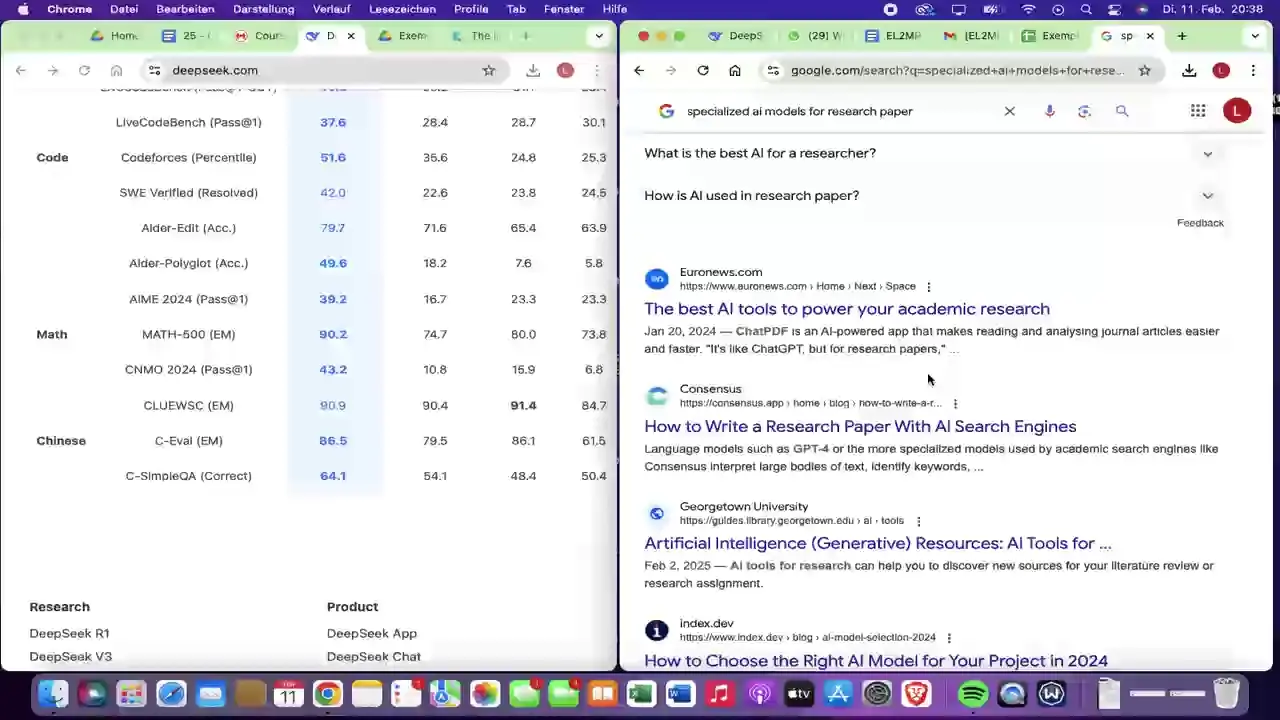 Chrome Datei Bearbeiten Darstellung Verlauf Lesezeichen Profile Tab Fenster Hilfe Di. 11. Feb. 20:38
Home 25 - Cours D Exem The
deepseek.com L
LiveCodeBench (Pass@1) 37.6 28.4 28.7 30.1
Code Codeforces (Percentile) 51.6 35.6 24.8 25.3
SWE Verified (Resolved) 42.0 22.6 23.8 24.5
Aider-Edit (Acc.) 79.7 71.6 65.4 63.9
Aider-Polyglot (Acc.) 49.6 18.2 7.6 5.8
AIME 2024 (Pass@1) 39.2 16.7 23.3 23.3
Math MATH-500 (EM) 90.2 74.7 80.0 73.8
CNMO 2024 (Pass@1) 43.2 10.8 15.9 6.8
CLUEWSC (EM) 90.9 90.4 91.4 84.7
Chinese C-Eval (EM) 86.5 79.5 86.1 61.5
C-SimpleQA (Correct) 64.1 54.1 48.4 50.4
Research Product
DeepSeek R1 DeepSeek App
DeepSeek V3 DeepSeek Chat
DeepS (29) W EL2MP [EL2M Exempl sp
google.com/search?q=specialized+ai+models+for+rese... L
specialized ai models for research paper L
What is the best AI for a researcher?
How is AI used in research paper?
Feedback
Euronews.com
https://www.euronews.com › Home › Next › Space
The best AI tools to power your academic research
Jan 20, 2024 — ChatPDF is an AI-powered app that makes reading and analysing journal articles easier
and faster. "It's like ChatGPT, but for research papers," ...
Consensus
https://consensus.app › home › blog › how-to-write-a-r...
How to Write a Research Paper With AI Search Engines
Language models such as GPT-4 or the more specialized models used by academic search engines like
Consensus interpret large bodies of text, identify keywords, ...
Georgetown University
https://guides.library.georgetown.edu › ai › tools
Artificial Intelligence (Generative) Resources: AI Tools for ...
Feb 2, 2025 — AI tools for research can help you to discover new sources for your literature review or
research assignment.
index.dev
https://www.index.dev › blog › ai-model-selection-2024
How to Choose the Right AI Model for Your Project in 2024
11 tv